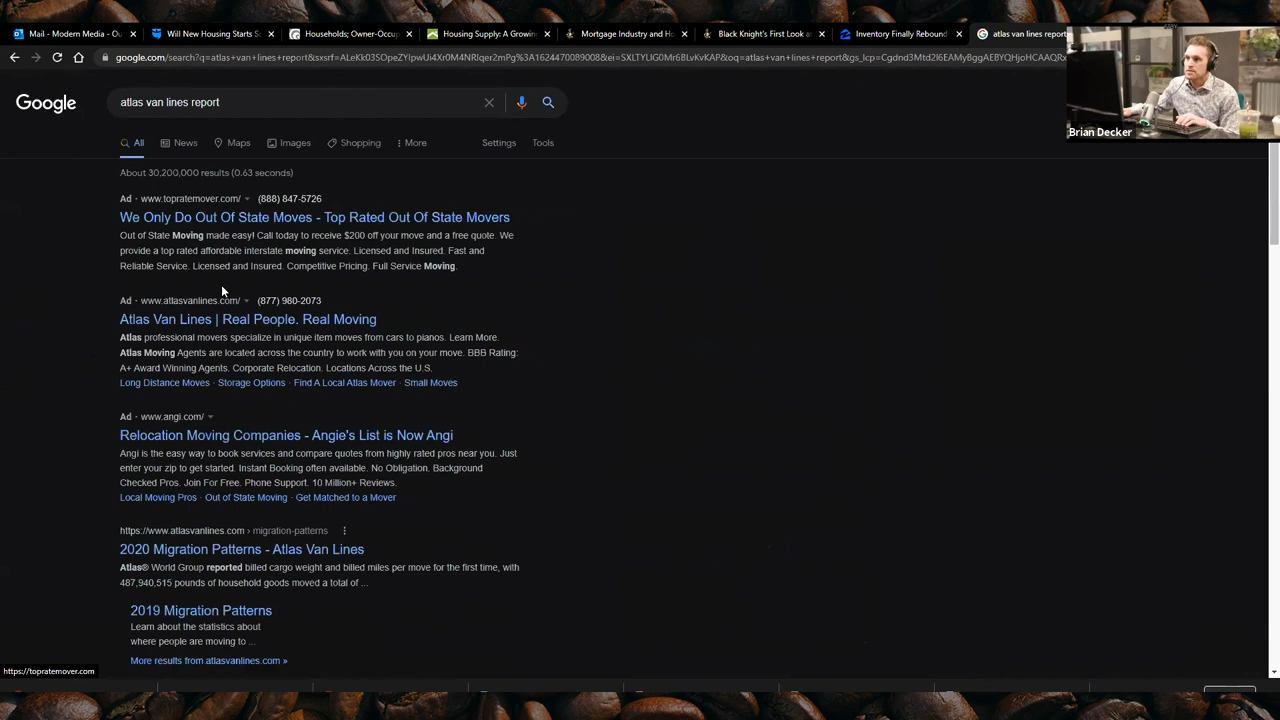 Mail - Modern Media - Ou
Will New Housing Starts S
Households; Owner-Occup
Housing Supply: A Growing
Mortgage Industry and Ho
Black Knight's First Look a
Inventory Finally Rebound
atlas van lines report
google.com/search?q=atlas+van+lines+report&
Brian Decker
Google
atlas van lines report
All News Maps Images Shopping More Settings Tools
About 30,200,000 results (0.63 seconds)
Ad · www.topratemover.com/ (888) 847-5726
We Only Do Out Of State Moves - Top Rated Out Of State Movers
Out of State Moving made easy! Call today to receive $200 off your move and a free quote. We
provide a top rated affordable interstate moving service. Licensed and Insured. Fast and
Reliable Service. Licensed and Insured. Competitive Pricing. Full Service Moving.
Ad · www.atlasvanlines.com/ (877) 980-2073
Atlas Van Lines | Real People. Real Moving
Atlas professional movers specialize in unique item moves from cars to pianos. Learn More.
Atlas Moving Agents are located across the country to work with you on your move. BBB Rating:
A+ Award Winning Agents. Corporate Relocation. Locations Across the U.S.
Long Distance Moves · Storage Options · Find A Local Atlas Mover · Small Moves
Ad · www.angi.com/
Relocation Moving Companies - Angie's List is Now Angi
Angi is the easy way to book services and compare quotes from highly rated pros near you. Just
enter your zip to get started. Instant Booking often available. No Obligation. Background
Checked Pros. Join For Free. Phone Support. 10 Million+ Reviews.
Local Moving Pros · Out of State Moving · Get Matched to a Mover
https://www.atlasvanlines.com › migration-patterns
2020 Migration Patterns - Atlas Van Lines
Atlas® World Group reported billed cargo weight and billed miles per move for the first time, with
487,940,515 pounds of household goods moved a total of ...
2019 Migration Patterns
Learn about the statistics about
where people are moving to ...
More results from atlasvanlines.com »
https://topratemover.com